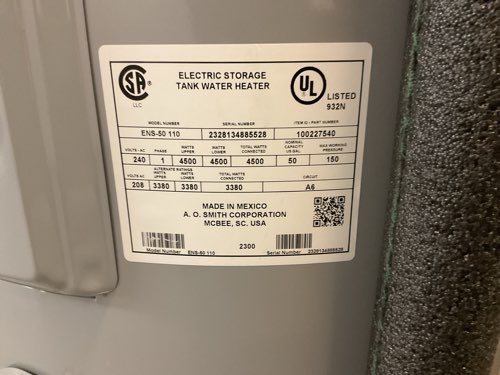 SA
LLC
ELECTRIC STORAGE
TANK WATER HEATER
UL
LISTED
932N
MODEL NUMBER SERIAL NUMBER ITEM ID - PART NUMBER
ENS-50 110 2328134885528 100227540
VOLTS - AC PHASE WATTS UPPER WATTS LOWER TOTAL WATTS CONNECTED NOMINAL CAPACITY US GAL. MAX WORKING PRESSURE
240 1 4500 4500 4500 50 150
ALTERNATE RATINGS
VOLTS AC WATTS UPPER WATTS LOWER TOTAL WATTS CONNECTED CIRCUIT
208 3380 3380 3380 A6
MADE IN MEXICO
A. O. SMITH CORPORATION
MCBEE, SC. USA
2300
Model Number ENS-50 110 Serial Number 2328134885528